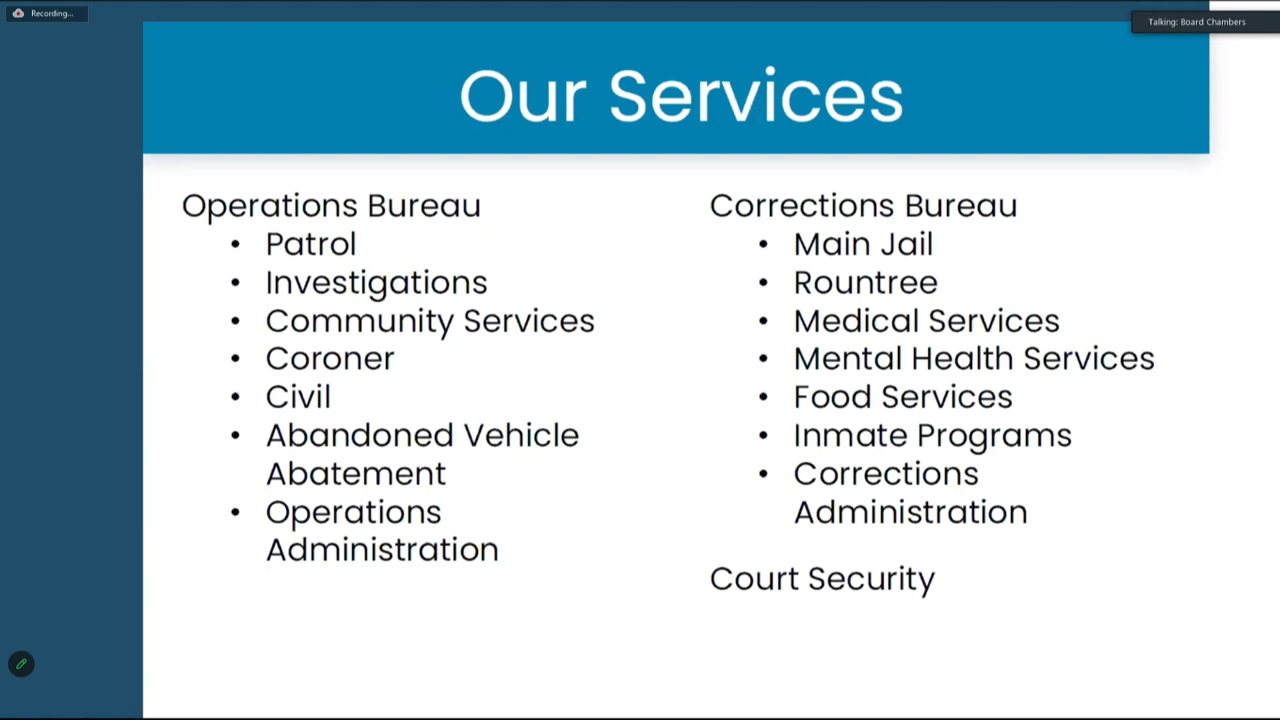 Recording...
Talking: Board Chambers
Our Services
Operations Bureau
• Patrol
• Investigations
• Community Services
• Coroner
• Civil
• Abandoned Vehicle
Abatement
• Operations
Administration
Corrections Bureau
• Main Jail
• Rountree
• Medical Services
• Mental Health Services
• Food Services
• Inmate Programs
• Corrections
Administration
Court Security